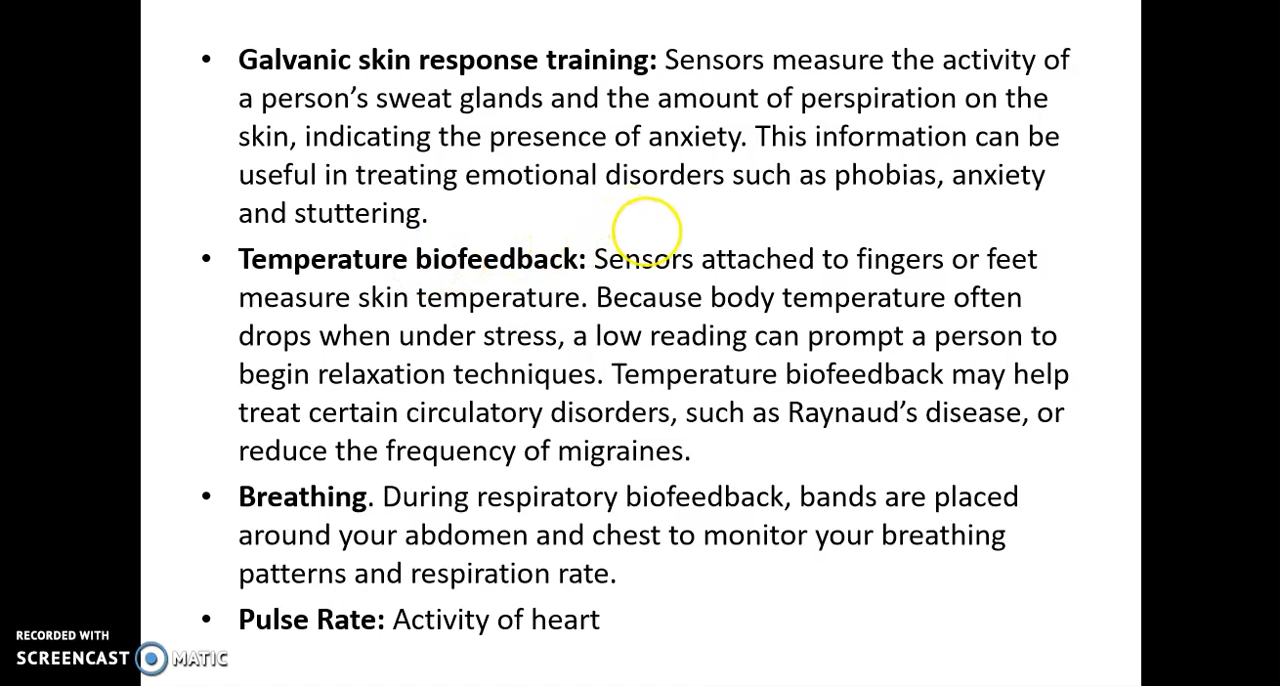 • Galvanic skin response training: Sensors measure the activity of
a person’s sweat glands and the amount of perspiration on the
skin, indicating the presence of anxiety. This information can be
useful in treating emotional disorders such as phobias, anxiety
and stuttering.
• Temperature biofeedback: Sensors attached to fingers or feet
measure skin temperature. Because body temperature often
drops when under stress, a low reading can prompt a person to
begin relaxation techniques. Temperature biofeedback may help
treat certain circulatory disorders, such as Raynaud’s disease, or
reduce the frequency of migraines.
• Breathing. During respiratory biofeedback, bands are placed
around your abdomen and chest to monitor your breathing
patterns and respiration rate.
• Pulse Rate: Activity of heart
RECORDED WITH
SCREENCAST MATIC